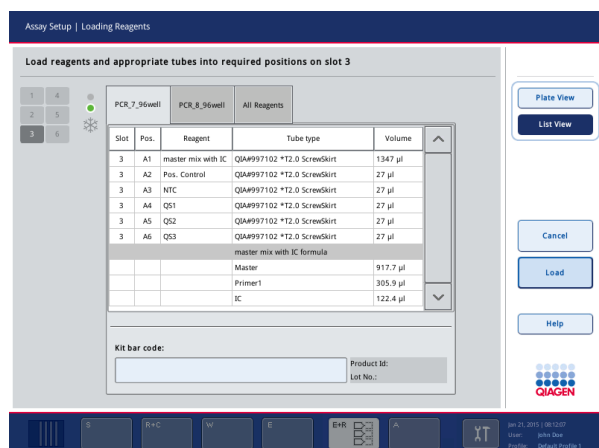 Assay Setup | Loading Reagents
Load reagents and appropriate tubes into required positions on slot 3
1 4
2 5
3 6
PCR_7_96well PCR_8_96well All Reagents
Slot Pos. Reagent Tube type Volume
3 A1 master mix with IC QIA#997102 *T2.0 ScrewSkirt 1347 µl
3 A2 Pos. Control QIA#997102 *T2.0 ScrewSkirt 27 µl
3 A3 NTC QIA#997102 *T2.0 ScrewSkirt 27 µl
3 A4 QS1 QIA#997102 *T2.0 ScrewSkirt 27 µl
3 A5 QS2 QIA#997102 *T2.0 ScrewSkirt 27 µl
3 A6 QS3 QIA#997102 *T2.0 ScrewSkirt 27 µl
master mix with IC formula
Master 917.7 µl
Primer1 305.9 µl
IC 122.4 µl
Kit bar code:
Product Id:
Lot No.:
Plate View
List View
Cancel
Load
Help
QIAGEN
S R+C W E E+R A
Jan 21, 2015 | 08:12:07
User: John Doe
Profile: Default Profile 1